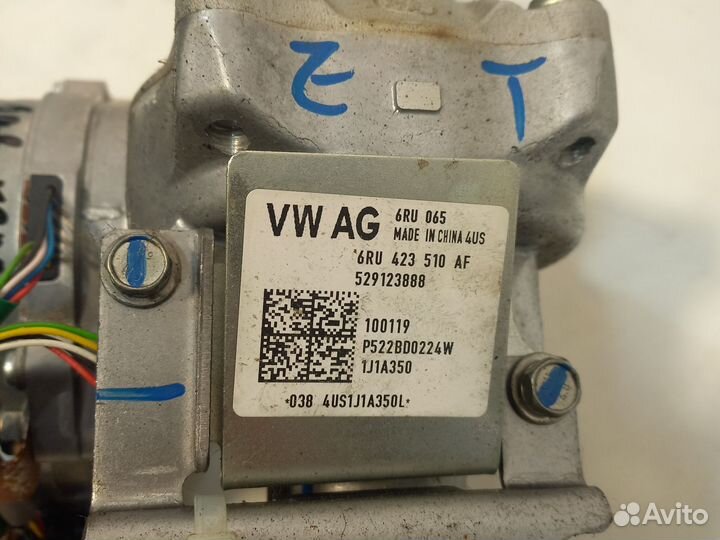 Z T
VW AG 6RU 065
MADE IN CHINA 4US
6RU 423 510 AF
529123888
100119
P522BD0224W
1J1A350
*038 4US1J1A350L*
Avito